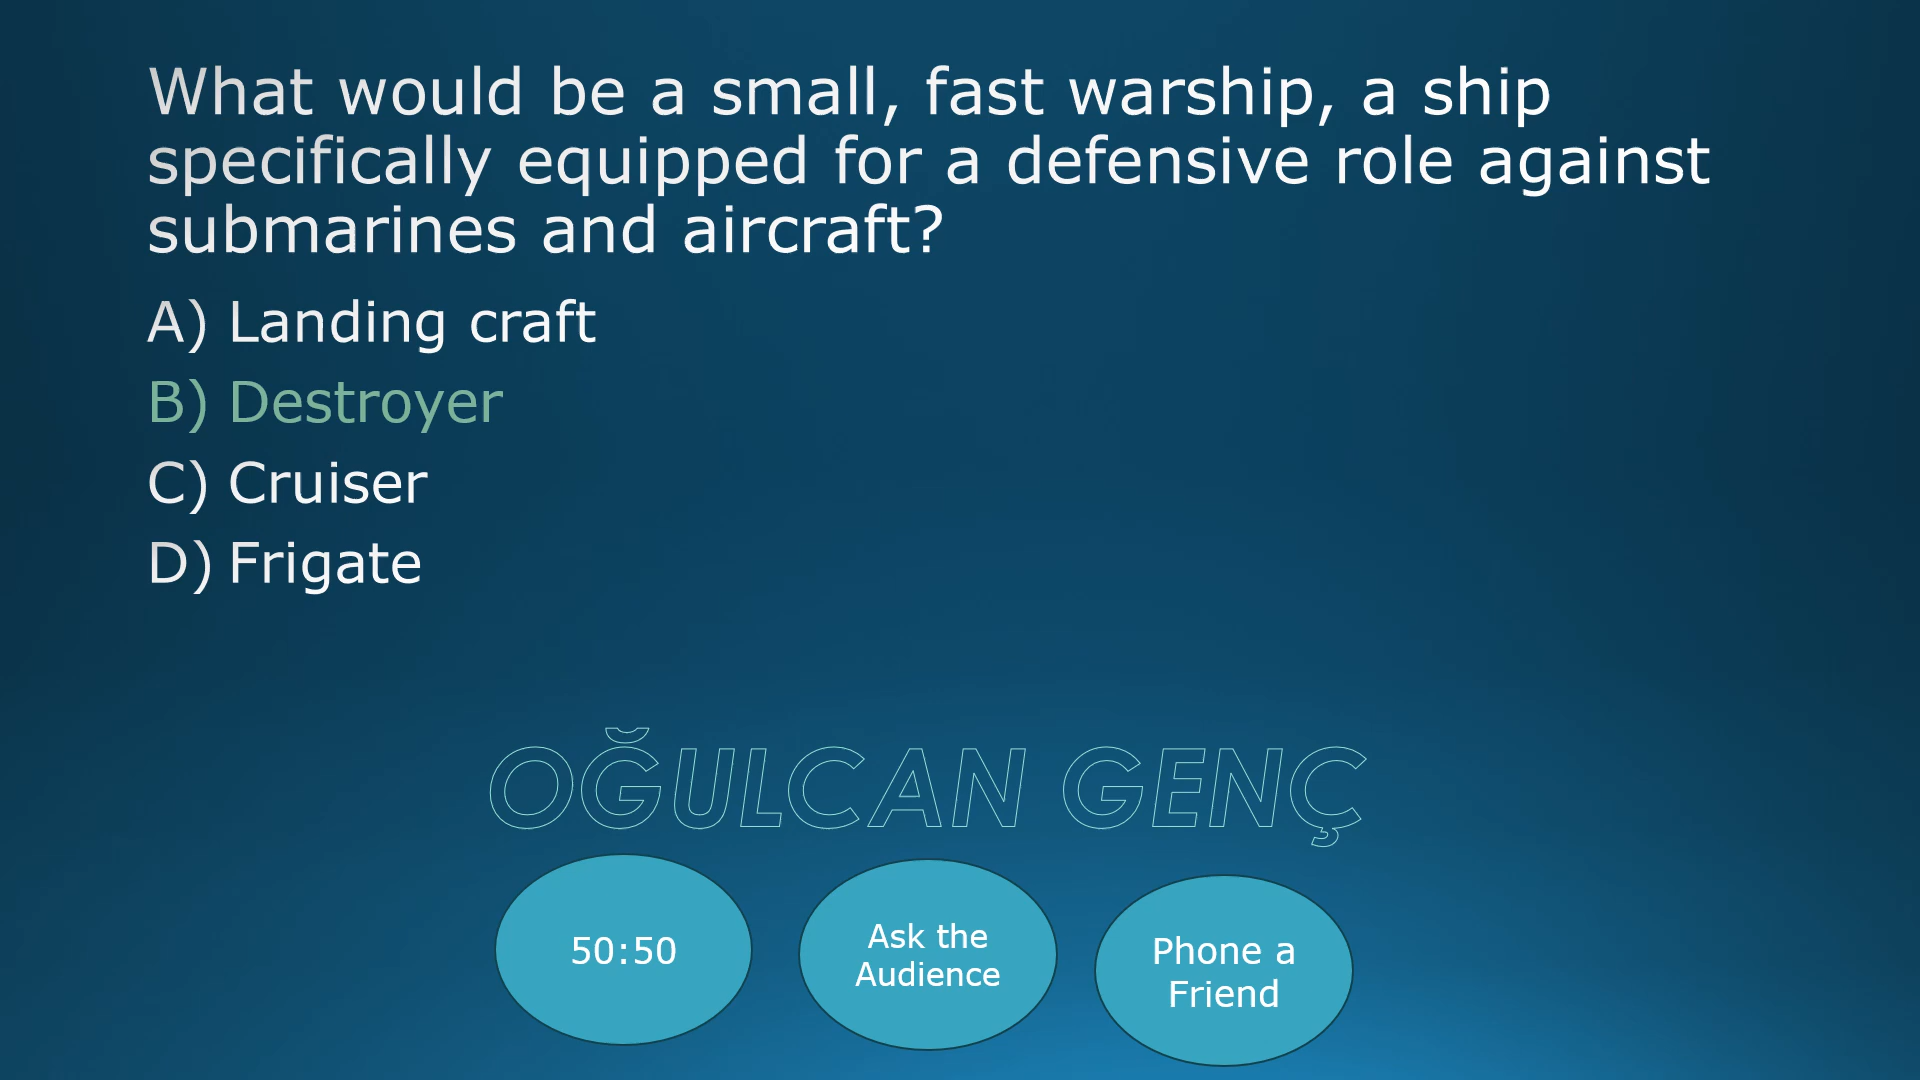 What would be a small, fast warship, a ship
specifically equipped for a defensive role against
submarines and aircraft?
A) Landing craft
B) Destroyer
C) Cruiser
D) Frigate
OĞULCAN GENÇ
50:50
Ask the
Audience
Phone a
Friend